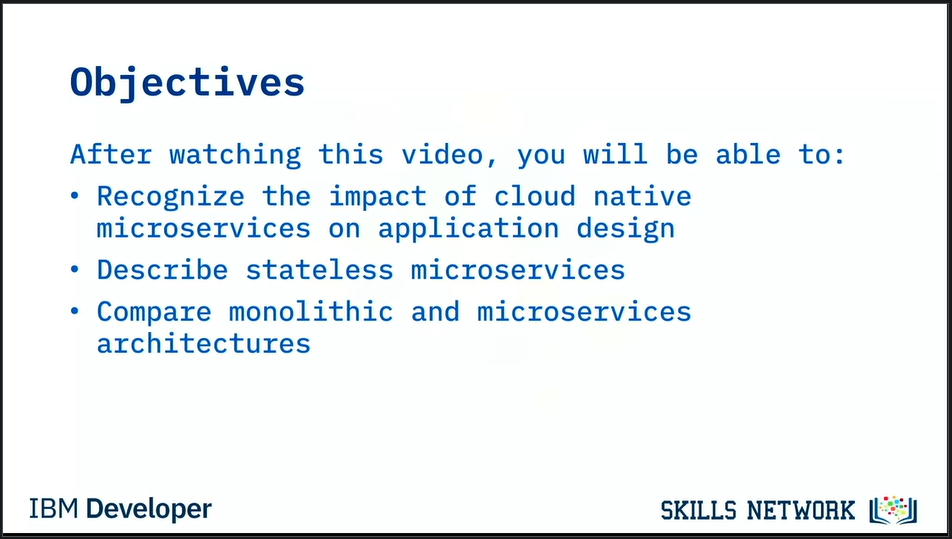 Objectives
After watching this video, you will be able to:
• Recognize the impact of cloud native
microservices on application design
• Describe stateless microservices
• Compare monolithic and microservices
architectures
IBM Developer
SKILLS NETWORK